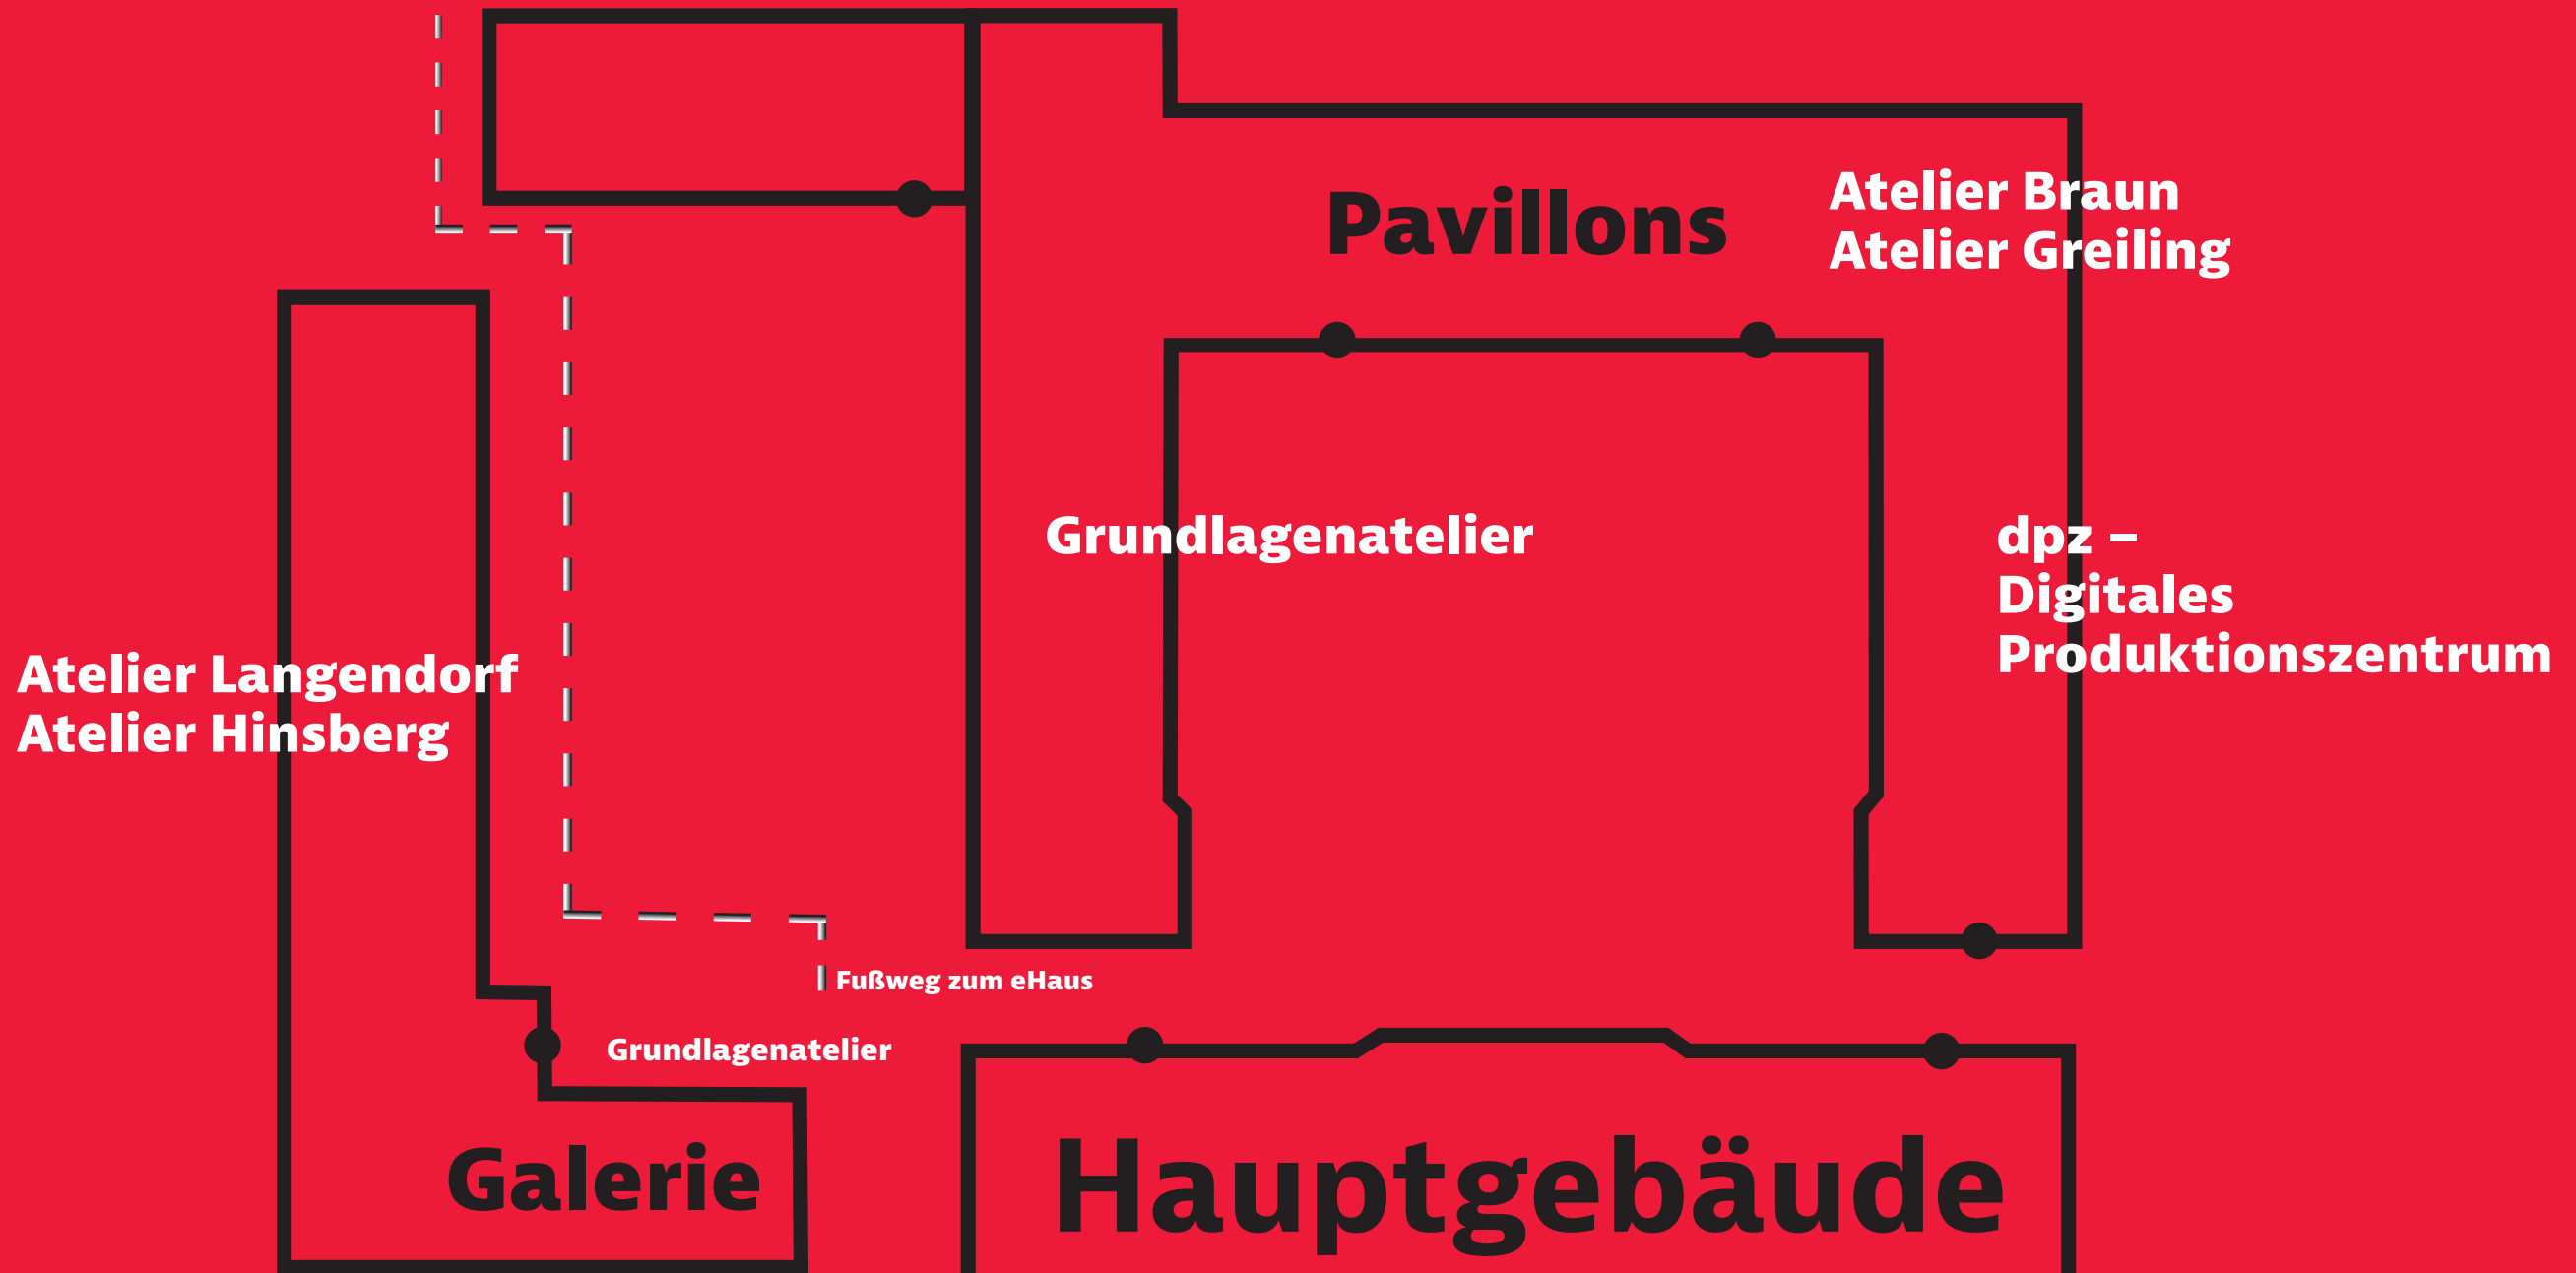 Pavillons
Atelier Braun
Atelier Greiling
Grundlagenatelier
dpz –
Digitales
Produktionszentrum
Atelier Langendorf
Atelier Hinsberg
Fußweg zum eHaus
Grundlagenatelier
Galerie
Hauptgebäude